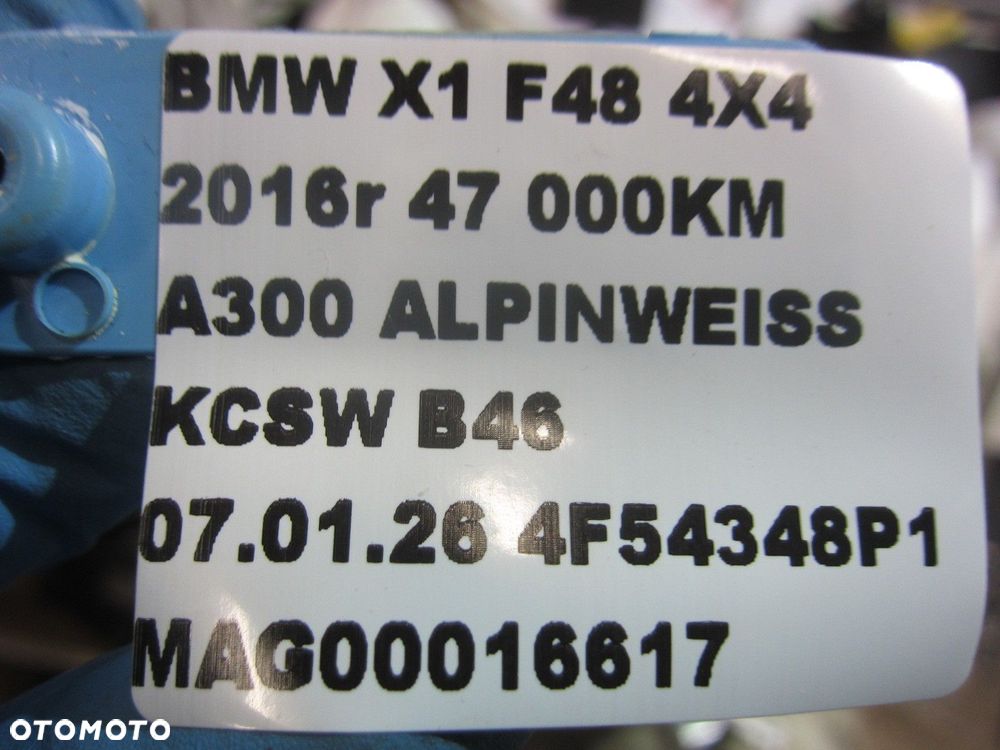 BMW X1 F48 4X4
2016r 47 000KM
A300 ALPINWEISS
KCSW B46
07.01.26 4F54348P1
MAG00016617
OTOMOTO